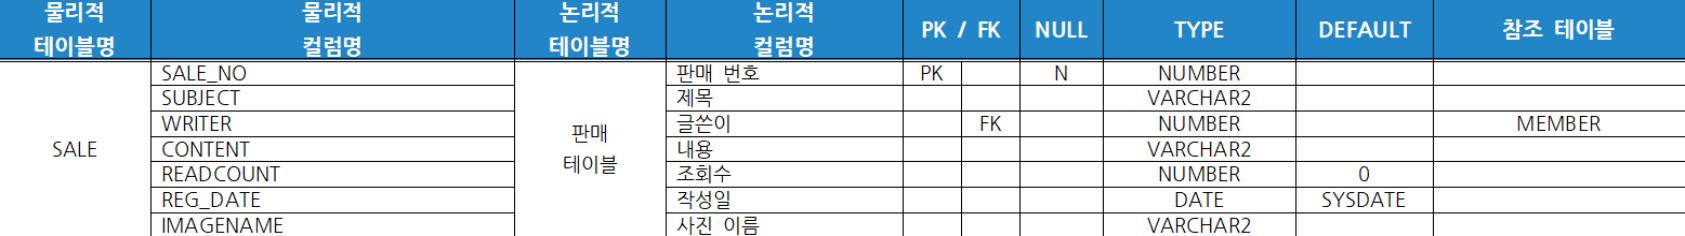 물리적 테이블명 물리적 컬럼명 논리적 테이블명 논리적 컬럼명 PK / FK NULL TYPE DEFAULT 참조 테이블
SALE_NO 판매 번호 PK N NUMBER
SUBJECT 제목 VARCHAR2
WRITER 글쓴이 FK NUMBER MEMBER
SALE CONTENT 판매 테이블 내용 VARCHAR2
READCOUNT 조회수 NUMBER 0
REG_DATE 작성일 DATE SYSDATE
IMAGENAME 사진 이름 VARCHAR2